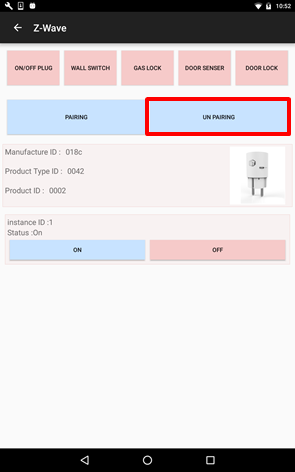 10:52
Z-Wave
ON/OFF PLUG WALL SWITCH GAS LOCK DOOR SENSER DOOR LOCK
PAIRING UN PAIRING
Manufacture ID : 018c
Product Type ID : 0042
Product ID : 0002
instance ID :1
Status :On
ON OFF